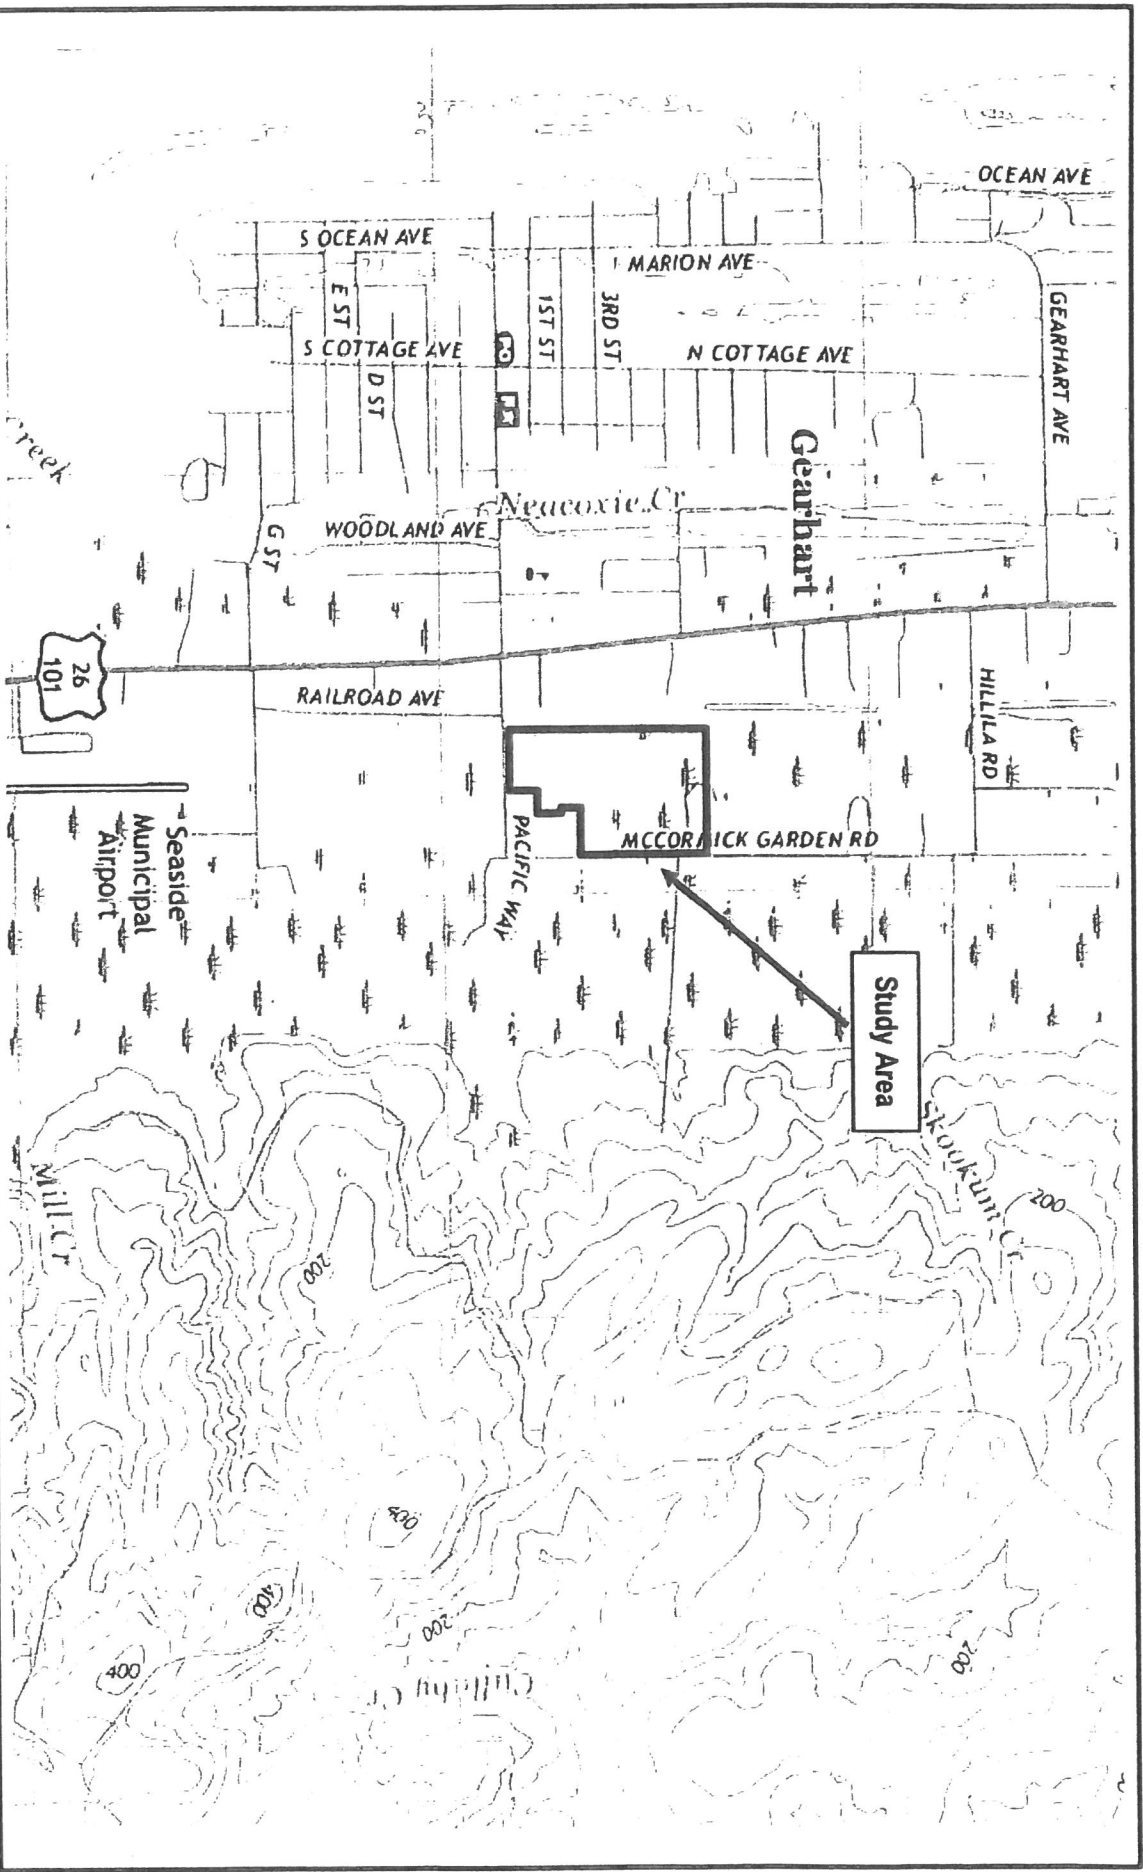 OCEAN AVE
S OCEAN AVE
MARION AVE
GEARHART AVE
E ST
1ST ST
3RD ST
S COTTAGE AVE
N COTTAGE AVE
D ST
Gearhart
Creek
Neacoxie Cr
WOODLAND AVE
G ST
26
101
RAILROAD AVE
HILLILA RD
PACIFIC WAY
MCCORMICK GARDEN RD
Seaside
Municipal
Airport
Study Area
Skookum Cr
200
Mill Cr
200
400
400
200
200
400
Cullaby Cr